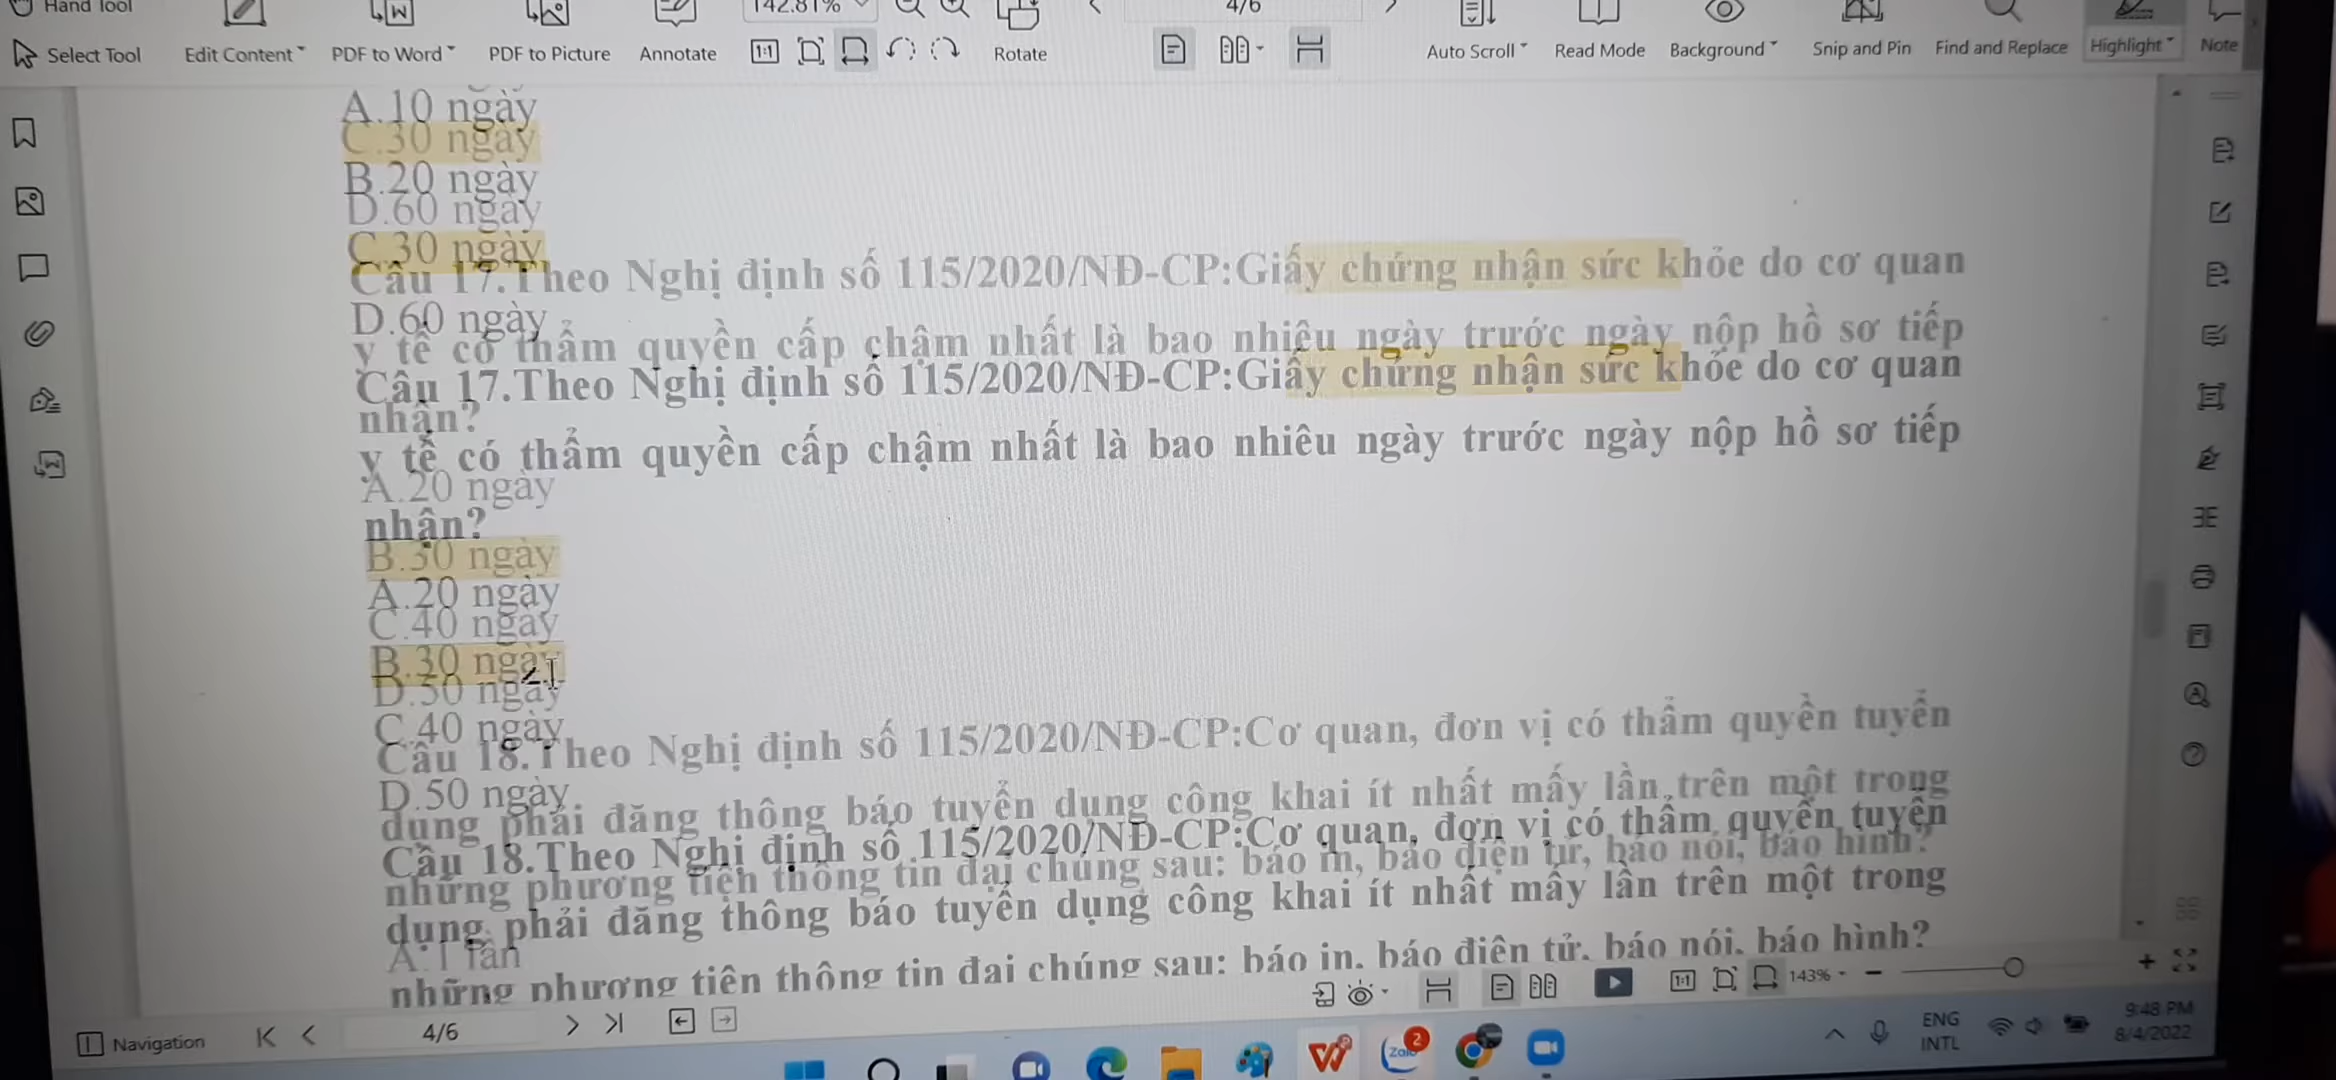 Hand Tool
142.81%
4/6
Select Tool
Edit Content
PDF to Word
PDF to Picture
Annotate
Rotate
Auto Scroll
Read Mode
Background
Snip and Pin
Find and Replace
Highlight
Note
A.10 ngày
C.30 ngày
B.20 ngày
D.60 ngày
C.30 ngày
Câu 17.Theo Nghị định số 115/2020/NĐ-CP:Giấy chứng nhận sức khỏe do cơ quan
D.60 ngày
y tế có thẩm quyền cấp chậm nhất là bao nhiêu ngày trước ngày nộp hồ sơ tiếp
Câu 17.Theo Nghị định số 115/2020/NĐ-CP:Giấy chứng nhận sức khỏe do cơ quan
nhận?
y tế có thẩm quyền cấp chậm nhất là bao nhiêu ngày trước ngày nộp hồ sơ tiếp
A.20 ngày
nhận?
B.30 ngày
A.20 ngày
C.40 ngày
B.30 ngày
D.50 ngày
C.40 ngày
Câu 18.Theo Nghị định số 115/2020/NĐ-CP:Cơ quan, đơn vị có thẩm quyền tuyển
D.50 ngày
dụng phải đăng thông báo tuyển dụng công khai ít nhất mấy lần trên một trong
Câu 18.Theo Nghị định số 115/2020/NĐ-CP:Cơ quan, đơn vị có thẩm quyền tuyển
những phương tiện thông tin đại chúng sau: báo in, báo điện tử, báo nói, báo hình?
dụng phải đăng thông báo tuyển dụng công khai ít nhất mấy lần trên một trong
A.1 lần
những phương tiện thông tin đại chúng sau: báo in, báo điện tử, báo nói, báo hình?
143%
Navigation
4/6
Zalo
2
ENG
INTL
9:48 PM
8/4/2022